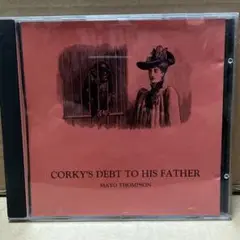 CORKY'S DEBT TO HIS FATHER
MAYO THOMPSON